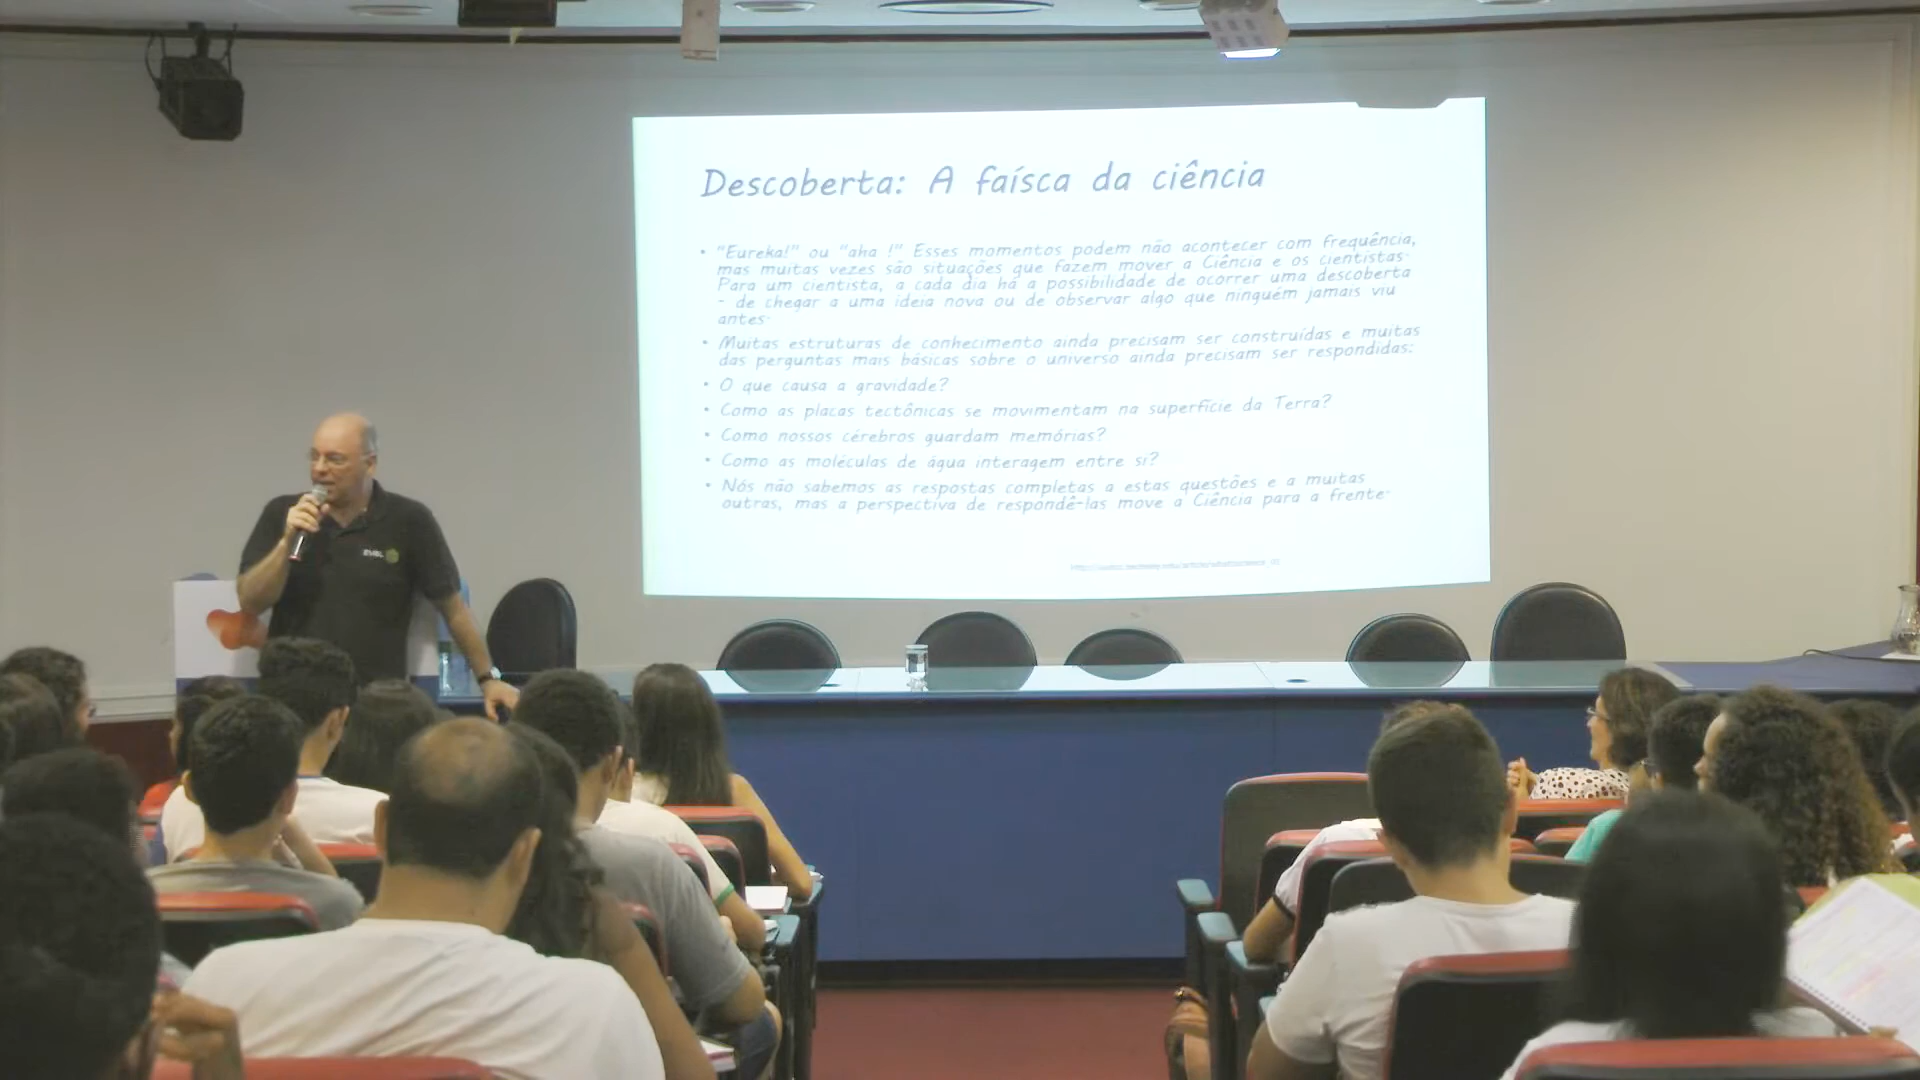 Descoberta: A faísca da ciência
• "Eureka!" ou "aha !" Esses momentos podem não acontecer com frequência,
mas muitas vezes são situações que fazem mover a Ciência e os cientistas.
Para um cientista, a cada dia há a possibilidade de ocorrer uma descoberta
- de chegar a uma ideia nova ou de observar algo que ninguém jamais viu
antes.
• Muitas estruturas de conhecimento ainda precisam ser construídas e muitas
das perguntas mais básicas sobre o universo ainda precisam ser respondidas:
• O que causa a gravidade?
• Como as placas tectônicas se movimentam na superfície da Terra?
• Como nossos cérebros guardam memórias?
• Como as moléculas de água interagem entre si?
• Nós não sabemos as respostas completas a estas questões e a muitas
outras, mas a perspectiva de respondê-las move a Ciência para a frente.